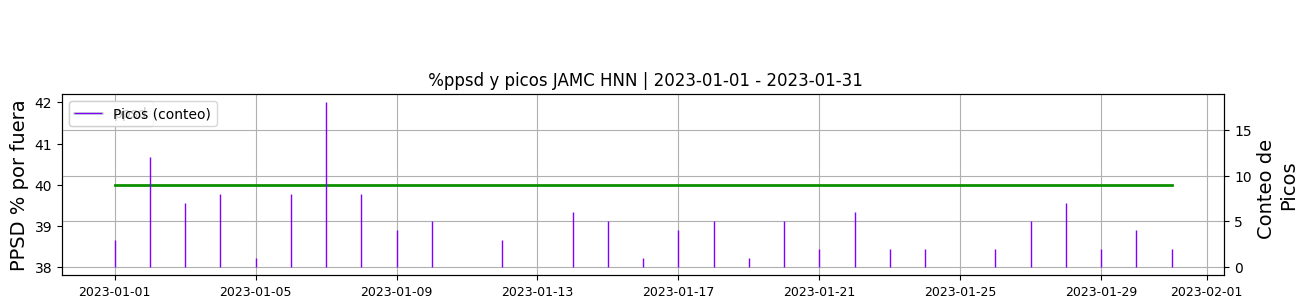 %ppsd y picos JAMC HNN | 2023-01-01 - 2023-01-31
Picos (conteo)
PPSD % por fuera
42
41
40
39
38
15
10
5
0
Conteo de
Picos
2023-01-01 2023-01-05 2023-01-09 2023-01-13 2023-01-17 2023-01-21 2023-01-25 2023-01-29 2023-02-01